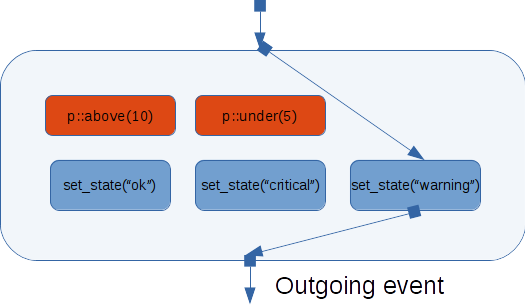 p::above(10)
p::under(5)
set_state(“ok”)
set_state(“critical”)
set_state(“warning”)
Outgoing event